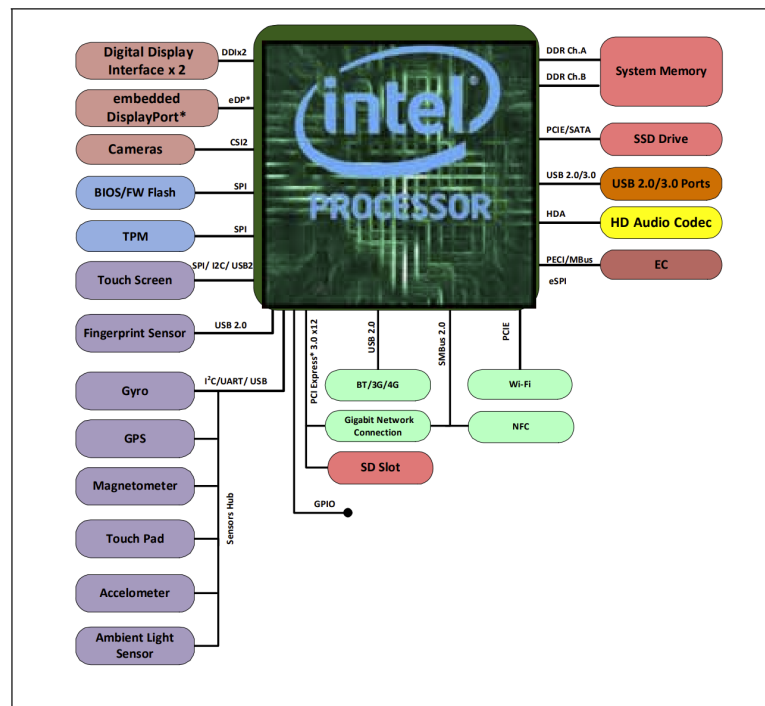 Digital Display
Interface x 2
DDIx2
embedded
DisplayPort*
eDP*
Cameras
CSI2
BIOS/FW Flash
SPI
TPM
SPI
Touch Screen
SPI/ I2C/ USB2
Fingerprint Sensor
USB 2.0
Gyro
I²C/UART/ USB
GPS
Magnetometer
Touch Pad
Accelometer
Ambient Light
Sensor
Sensors Hub
intel
PROCESSOR
DDR Ch.A
DDR Ch.B
System Memory
PCIE/SATA
SSD Drive
USB 2.0/3.0
USB 2.0/3.0 Ports
HDA
HD Audio Codec
PECI/MBus
eSPI
EC
PCI Express* 3.0 x12
USB 2.0
SMBus 2.0
PCIE
BT/3G/4G
Wi-Fi
Gigabit Network
Connection
NFC
SD Slot
GPIO